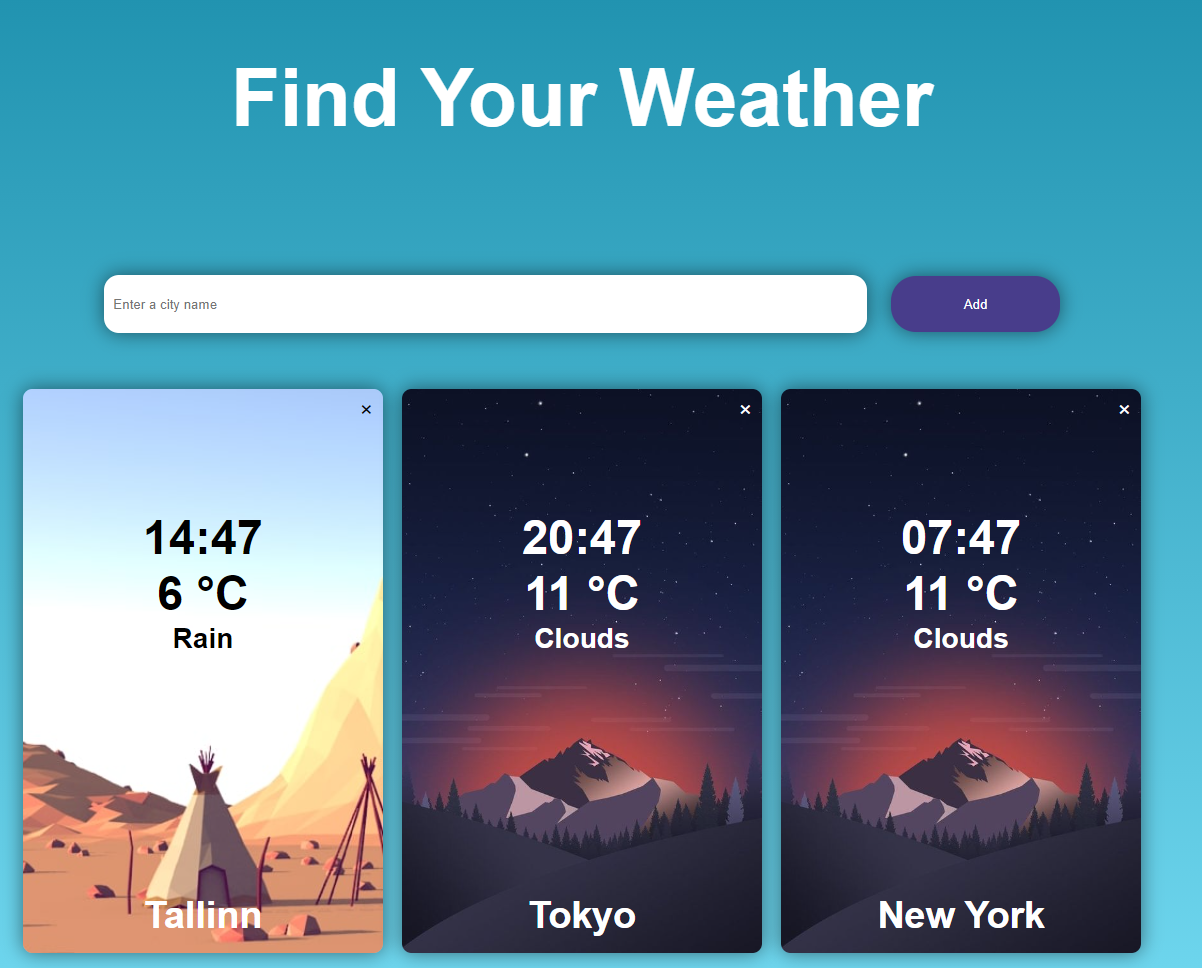 Find Your Weather
Enter a city name
Add
×
14:47
6 °C
Rain
Tallinn
×
20:47
11 °C
Clouds
Tokyo
×
07:47
11 °C
Clouds
New York